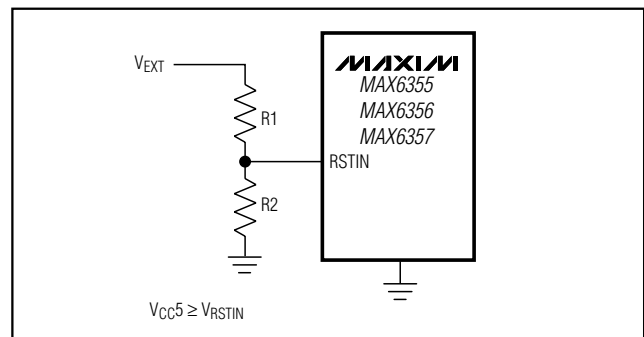 MAXIM
MAX6355
MAX6356
MAX6357
VEXT
R1
RSTIN
R2
VCC5 ≥ VRSTIN